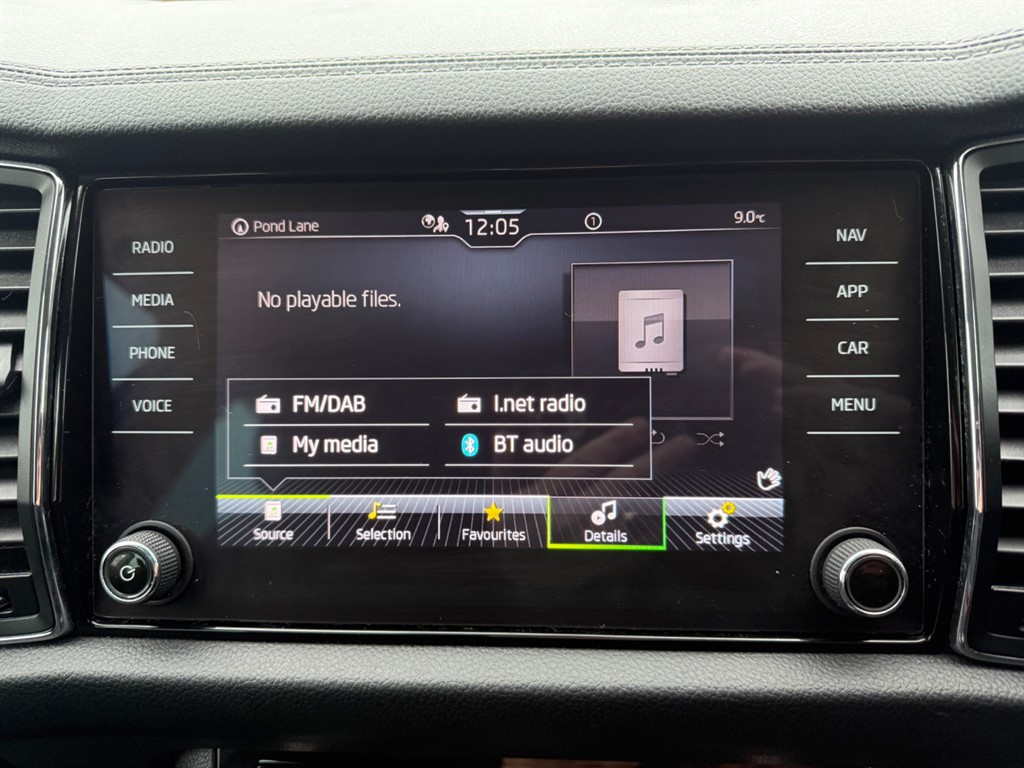 Pond Lane 12:05 1 9.0°C
RADIO
MEDIA
PHONE
VOICE
No playable files.
FM/DAB I.net radio
My media BT audio
Source Selection Favourites Details Settings
NAV
APP
CAR
MENU